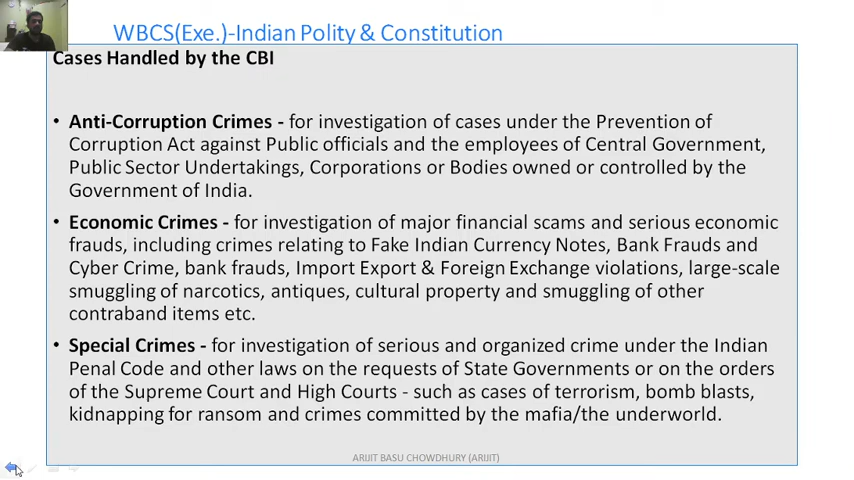 WBCS(Exe.)-Indian Polity & Constitution
Cases Handled by the CBI
• Anti-Corruption Crimes - for investigation of cases under the Prevention of
Corruption Act against Public officials and the employees of Central Government,
Public Sector Undertakings, Corporations or Bodies owned or controlled by the
Government of India.
• Economic Crimes - for investigation of major financial scams and serious economic
frauds, including crimes relating to Fake Indian Currency Notes, Bank Frauds and
Cyber Crime, bank frauds, Import Export & Foreign Exchange violations, large-scale
smuggling of narcotics, antiques, cultural property and smuggling of other
contraband items etc.
• Special Crimes - for investigation of serious and organized crime under the Indian
Penal Code and other laws on the requests of State Governments or on the orders
of the Supreme Court and High Courts - such as cases of terrorism, bomb blasts,
kidnapping for ransom and crimes committed by the mafia/the underworld.
ARIJIT BASU CHOWDHURY (ARIJIT)